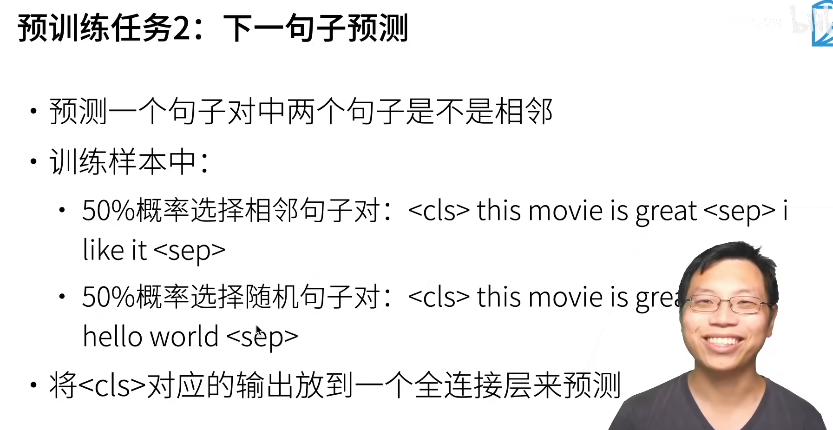 预训练任务2：下一句子预测
• 预测一个句子对中两个句子是不是相邻
• 训练样本中：
• 50%概率选择相邻句子对：<cls> this movie is great <sep> i
like it <sep>
• 50%概率选择随机句子对：<cls> this movie is
hello world <sep>
• 将<cls>对应的输出放到一个全连接层来预测